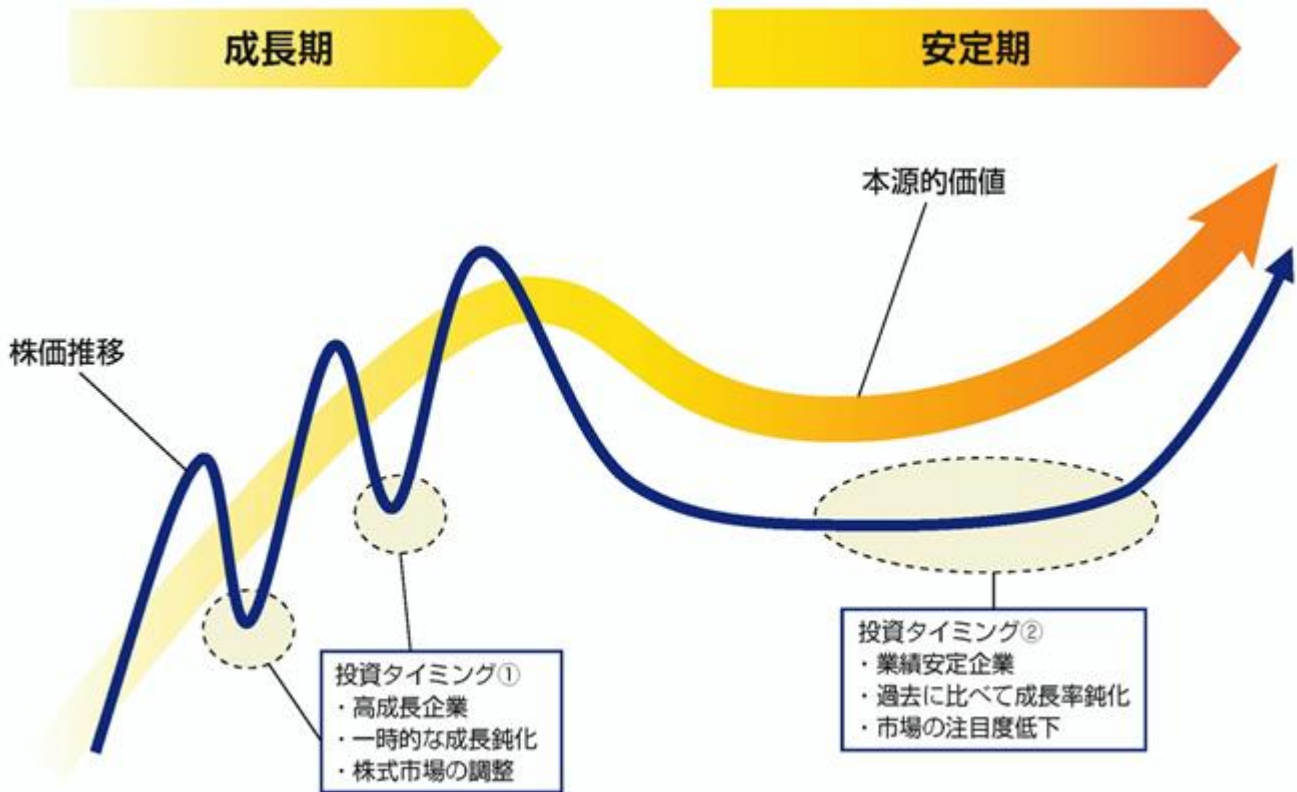 成長期
安定期
本源的価値
株価推移
投資タイミング①
・高成長企業
・一時的な成長鈍化
・株式市場の調整
投資タイミング②
・業績安定企業
・過去に比べて成長率鈍化
・市場の注目度低下